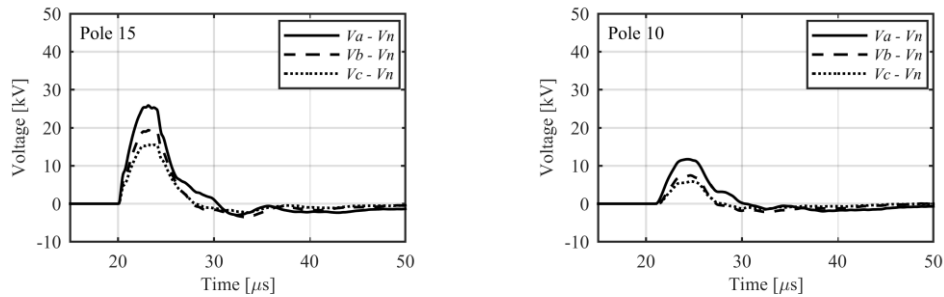 50
40
30
20
10
0
-10
Voltage [kV]
Pole 15
Va - Vn
Vb - Vn
Vc - Vn
20
30
40
50
Time [μs]
50
40
30
20
10
0
-10
Voltage [kV]
Pole 10
Va - Vn
Vb - Vn
Vc - Vn
20
30
40
50
Time [μs]